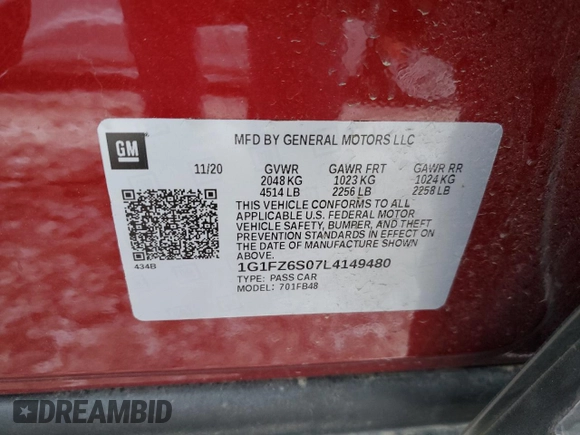 GM
MFD BY GENERAL MOTORS LLC
11/20 GVWR GAWR FRT GAWR RR
2048 KG 1023 KG 1024 KG
4514 LB 2256 LB 2258 LB
THIS VEHICLE CONFORMS TO ALL
APPLICABLE U.S. FEDERAL MOTOR
VEHICLE SAFETY, BUMPER, AND THEFT
PREVENTION STANDARDS IN EFFECT ON
THE DATE OF MANUFACTURE SHOWN
ABOVE.
434B
1G1FZ6S07L4149480
TYPE: PASS CAR
MODEL: 701FB48
DREAMBID